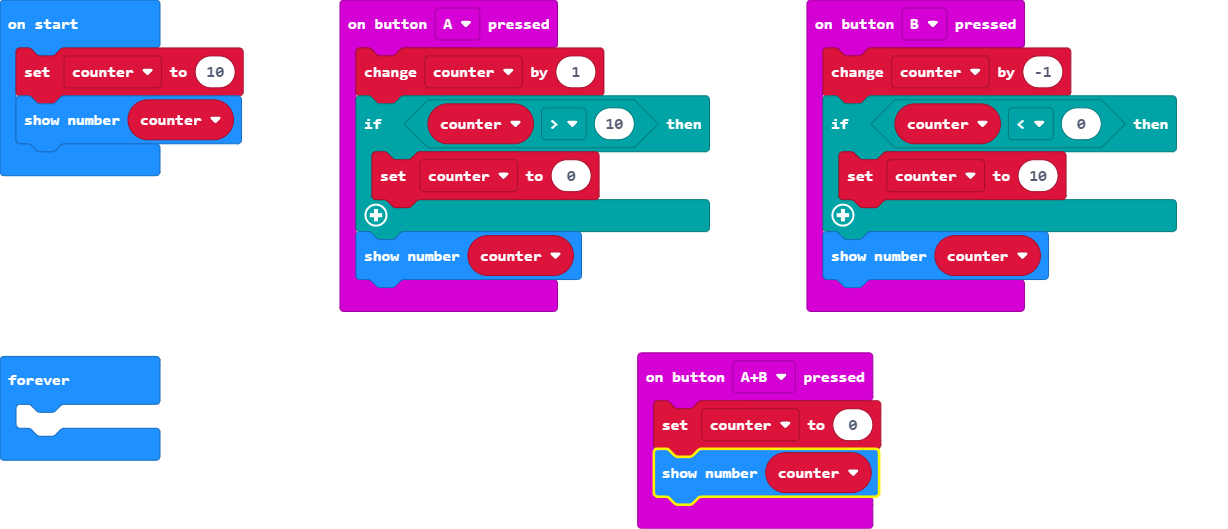 on start
set counter to 10
show number counter
on button A pressed
change counter by 1
if counter > 10 then
set counter to 0
show number counter
on button B pressed
change counter by -1
if counter < 0 then
set counter to 10
show number counter
forever
on button A+B pressed
set counter to 0
show number counter